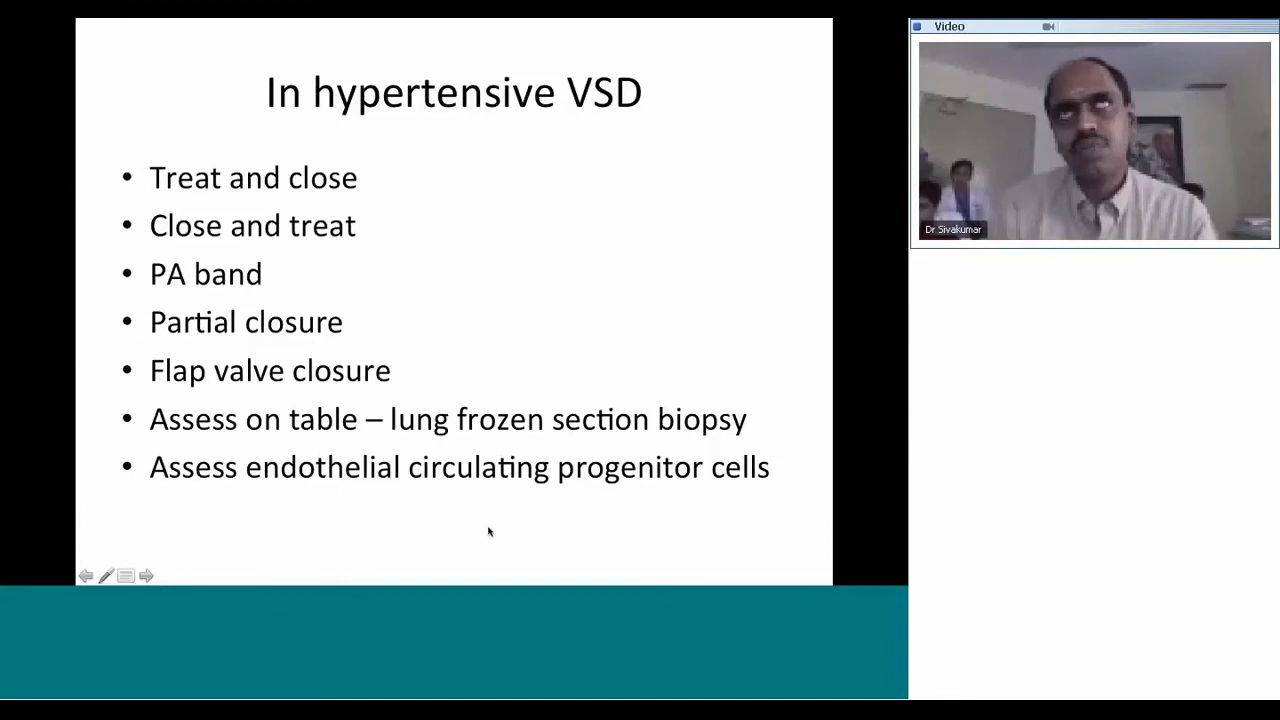 In hypertensive VSD
• Treat and close
• Close and treat
• PA band
• Partial closure
• Flap valve closure
• Assess on table – lung frozen section biopsy
• Assess endothelial circulating progenitor cells
Video
Dr Sivakumar